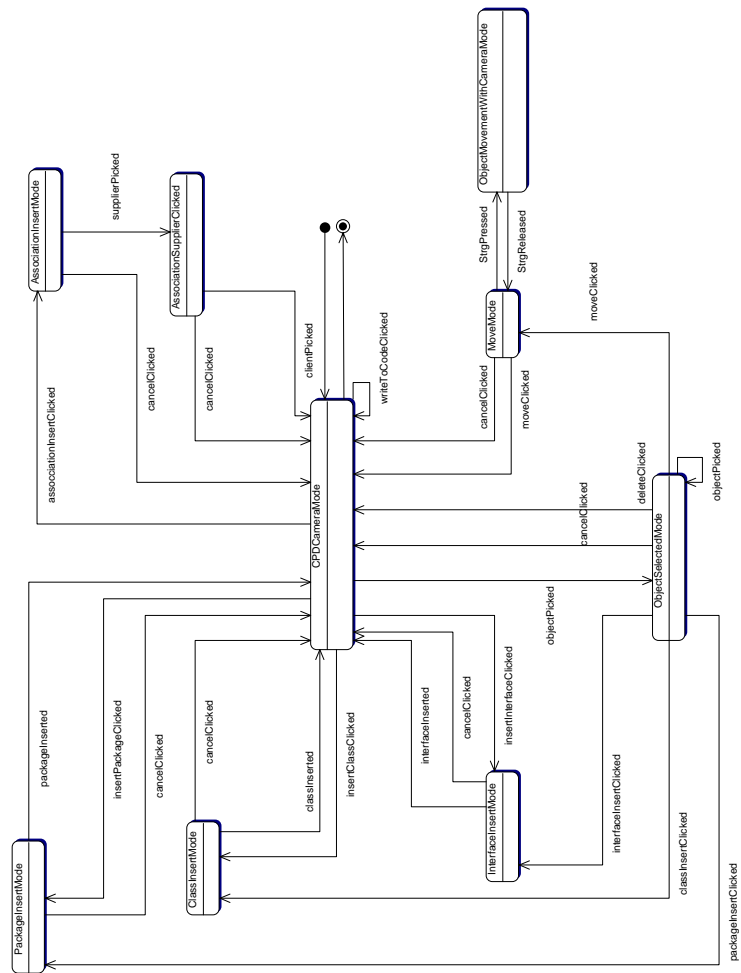 ObjectMovementWithCameraMode
AssociationInsertMode
supplierPicked
AssociationSupplierClicked
StrgPressed
StrgReleased
MoveMode
moveClicked
clientPicked
writeToCodeClicked
cancelClicked
cancelClicked
assocciationInsertClicked
cancelClicked
moveClicked
CPDCameraMode
deleteClicked
objectPicked
cancelClicked
ObjectSelectedMode
objectPicked
packageInserted
insertPackageClicked
cancelClicked
cancelClicked
classInserted
insertClassClicked
interfaceInserted
cancelClicked
insertInterfaceClicked
PackageInsertMode
ClassInsertMode
InterfaceInsertMode
interfaceInsertClicked
classInsertClicked
packageInsertClicked